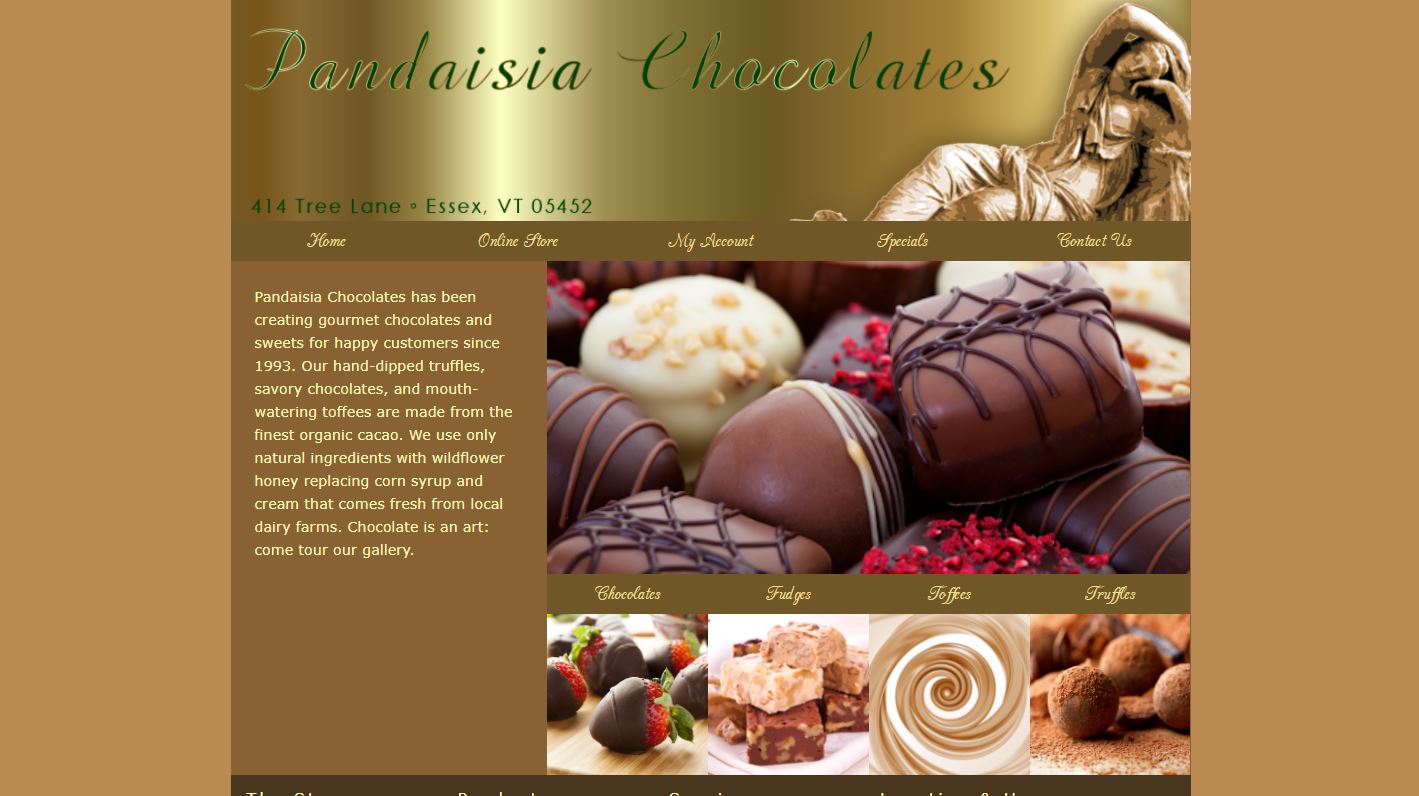 Pandaisia Chocolates
414 Tree Lane ◦ Essex, VT 05452
Home Online Store My Account Specials Contact Us
Pandaisia Chocolates has been
creating gourmet chocolates and
sweets for happy customers since
1993. Our hand-dipped truffles,
savory chocolates, and mouth-
watering toffees are made from the
finest organic cacao. We use only
natural ingredients with wildflower
honey replacing corn syrup and
cream that comes fresh from local
dairy farms. Chocolate is an art:
come tour our gallery.
Chocolates Fudges Toffees Truffles